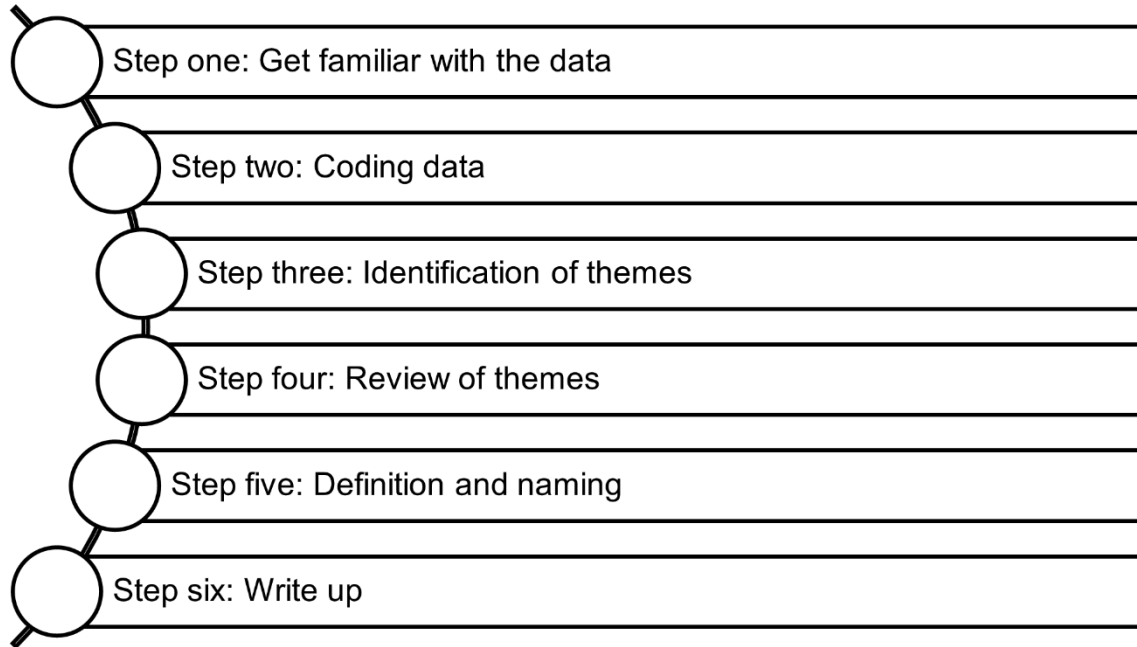 Step one: Get familiar with the data
Step two: Coding data
Step three: Identification of themes
Step four: Review of themes
Step five: Definition and naming
Step six: Write up